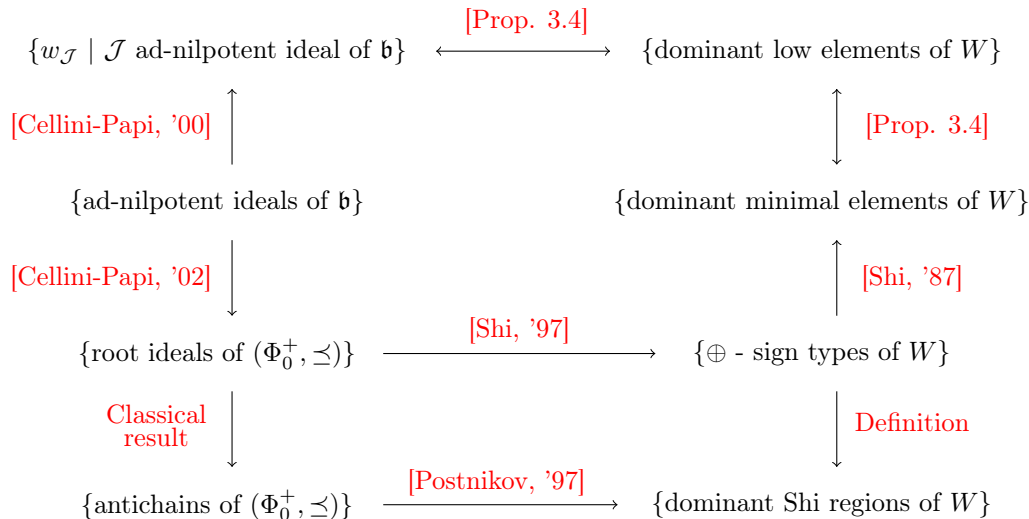 [Prop. 3.4]
{w_𝒥 | 𝒥 ad-nilpotent ideal of 𝔟} {dominant low elements of W}
[Cellini-Papi, '00] [Prop. 3.4]
{ad-nilpotent ideals of 𝔟} {dominant minimal elements of W}
[Cellini-Papi, '02] [Shi, '87]
[Shi, '97]
{root ideals of (Φ₀⁺, ⪯)} {⊕ - sign types of W}
Classical
result
Definition
[Postnikov, '97]
{antichains of (Φ₀⁺, ⪯)} {dominant Shi regions of W}